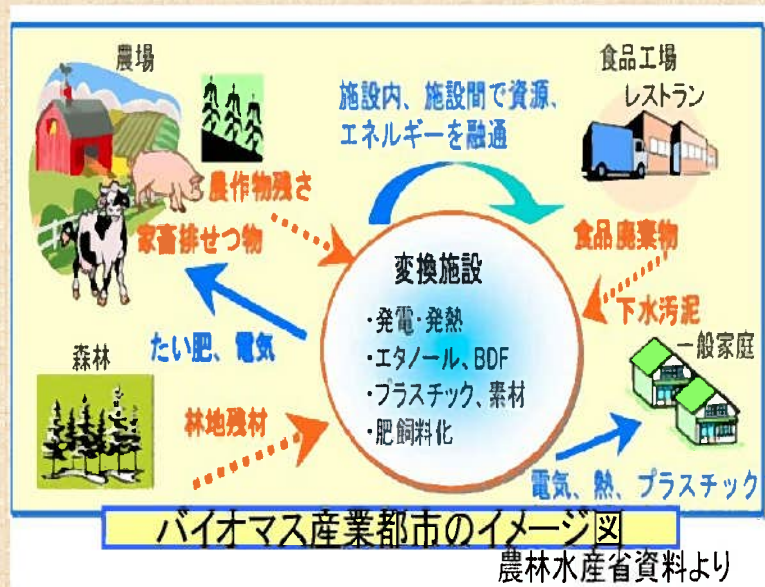 農場
食品工場
レストラン
施設内、施設間で資源、
エネルギーを融通
農作物残さ
家畜排せつ物
食品廃棄物
変換施設
・発電・発熱
・エタノール、BDF
・プラスチック、素材
・肥飼料化
下水汚泥
一般家庭
たい肥、電気
森林
林地残材
電気、熱、プラスチック
バイオマス産業都市のイメージ図
農林水産省資料より